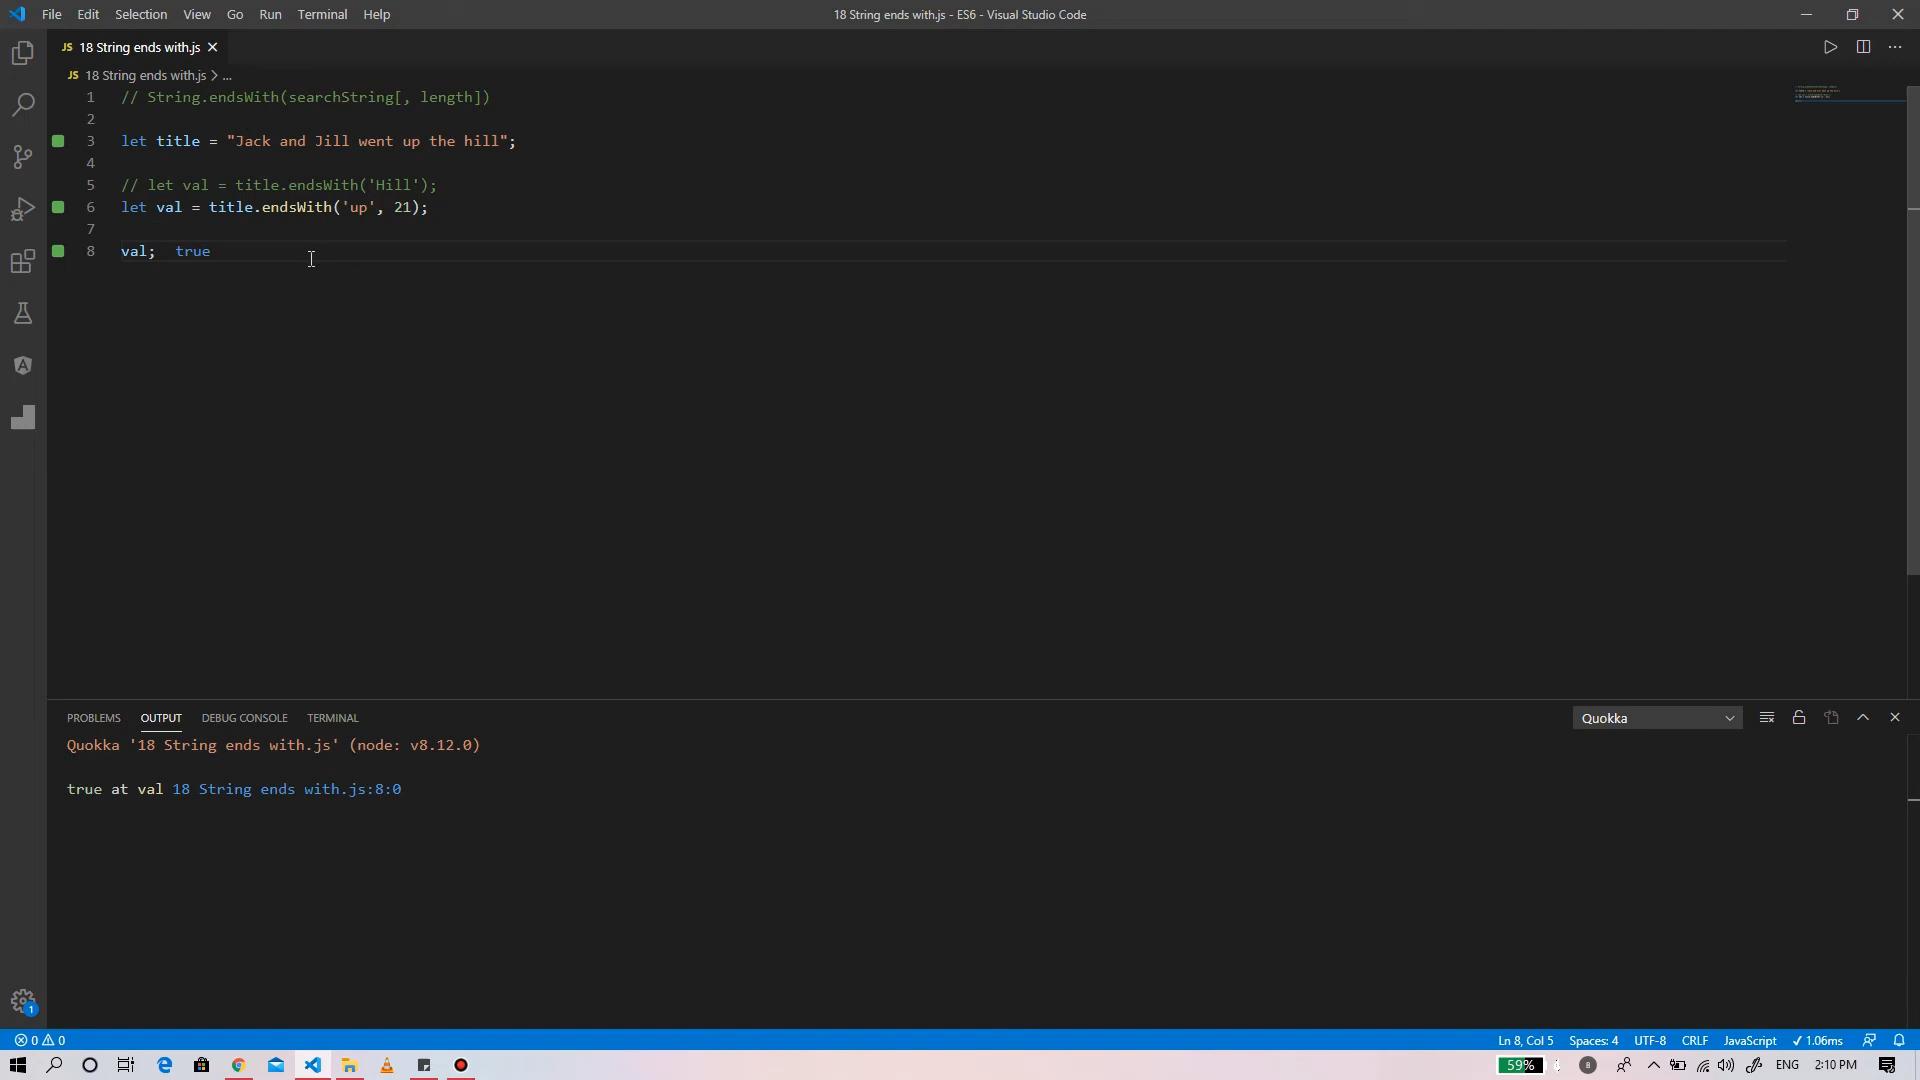 File Edit Selection View Go Run Terminal Help
18 String ends with.js - ES6 - Visual Studio Code
JS 18 String ends with.js
JS 18 String ends with.js > ...
1 // String.endsWith(searchString[, length])
2
3 let title = "Jack and Jill went up the hill";
4
5 // let val = title.endsWith('Hill');
6 let val = title.endsWith('up', 21);
7
8 val; true
PROBLEMS OUTPUT DEBUG CONSOLE TERMINAL
Quokka
Quokka '18 String ends with.js' (node: v8.12.0)
true at val 18 String ends with.js:8:0
1
0 0
Ln 8, Col 5 Spaces: 4 UTF-8 CRLF JavaScript ✓ 1.06ms
59% ENG 2:10 PM